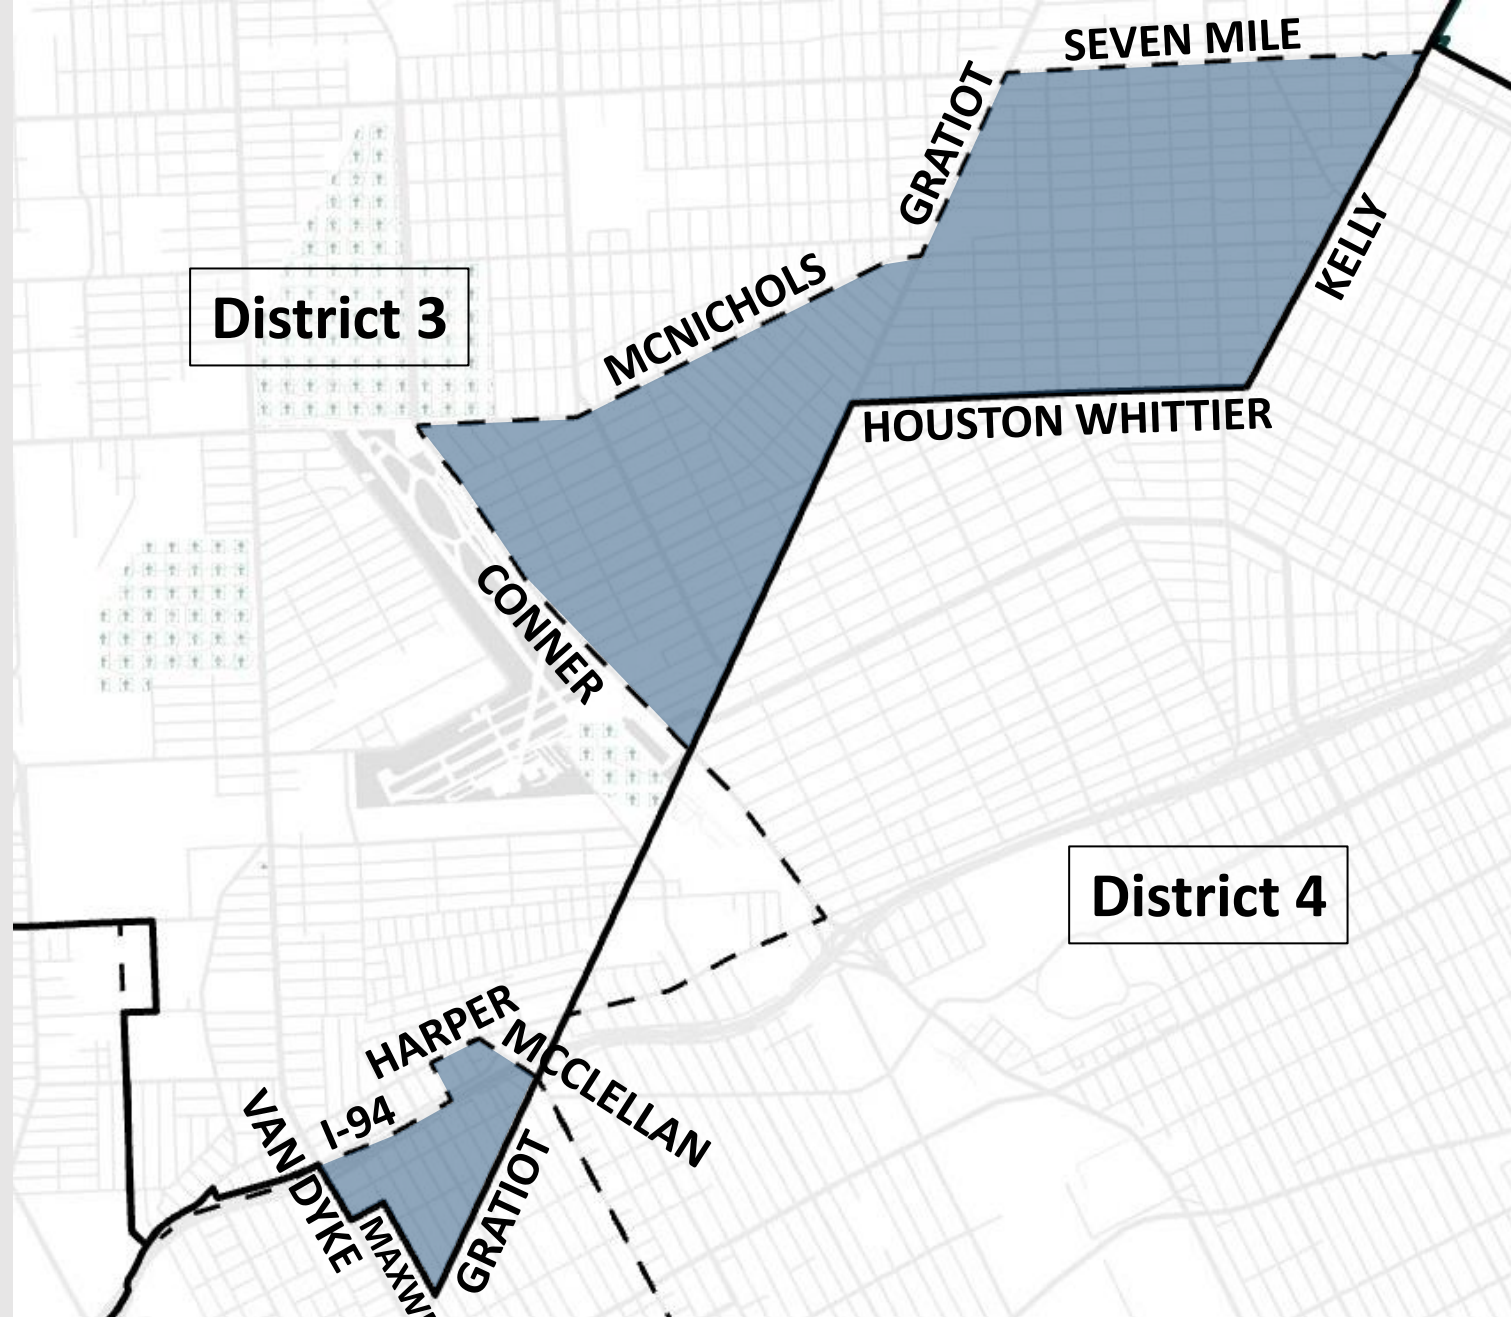 SEVEN MILE
GRATIOT
KELLY
MCNICHOLS
District 3
HOUSTON WHITTIER
CONNER
District 4
HARPER
MCCLELLAN
I-94
VAN DYKE
GRATIOT